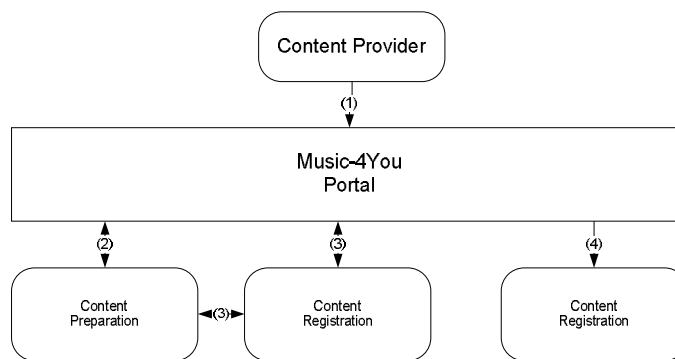 Content Provider
(1)
Music-4You
Portal
(2)
(3)
(4)
Content
Preparation
(3)
Content
Registration
Content
Registration